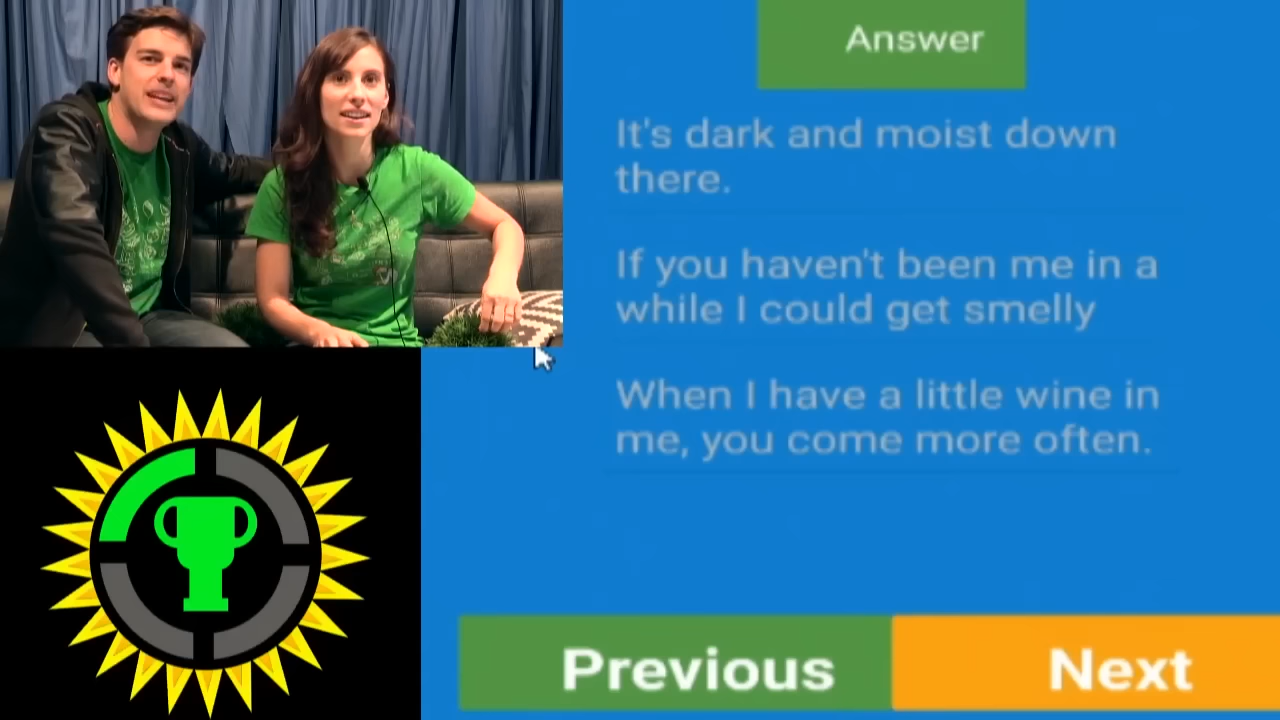 Answer
It's dark and moist down
there.
If you haven't been me in a
while I could get smelly
When I have a little wine in
me, you come more often.
Previous
Next